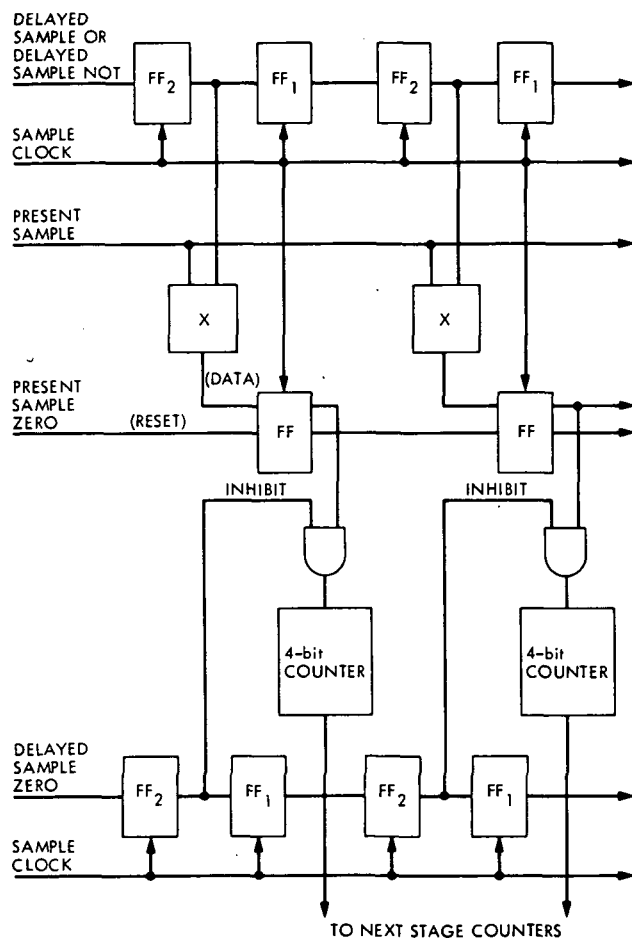 DELAYED
SAMPLE OR
DELAYED
SAMPLE NOT
FF2
FF1
FF2
FF1
SAMPLE
CLOCK
PRESENT
SAMPLE
X
X
(DATA)
PRESENT
SAMPLE
ZERO
(RESET)
FF
FF
INHIBIT
INHIBIT
4-bit
COUNTER
4-bit
COUNTER
DELAYED
SAMPLE
ZERO
FF2
FF1
FF2
FF1
SAMPLE
CLOCK
TO NEXT STAGE COUNTERS